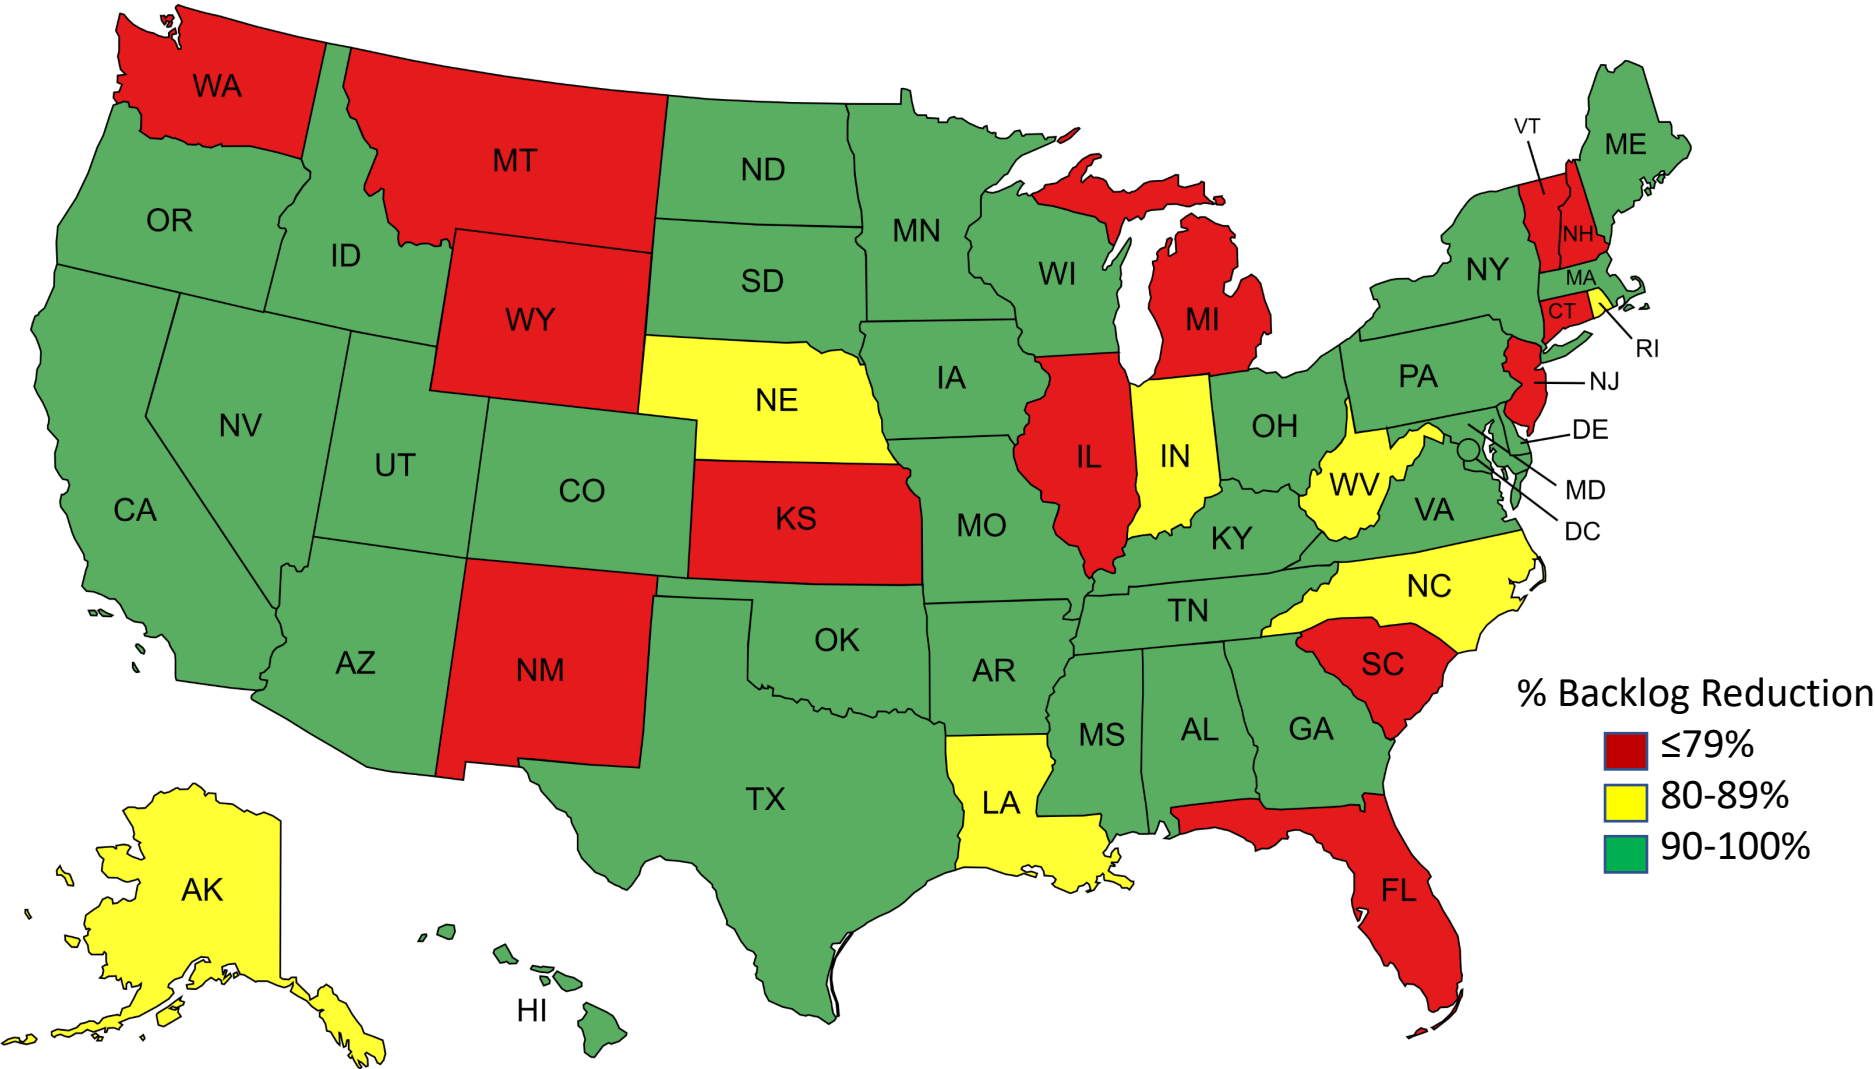 WA
MT
ND
MN
VT
ME
OR
ID
SD
WI
NY
NH
MA
WY
MI
CT
RI
NE
IA
PA
NJ
NV
UT
CO
KS
MO
IL
IN
OH
WV
VA
DE
MD
DC
CA
KY
NC
AZ
NM
OK
AR
TN
SC
MS
AL
GA
TX
LA
FL
AK
HI
% Backlog Reduction
≤79%
80-89%
90-100%